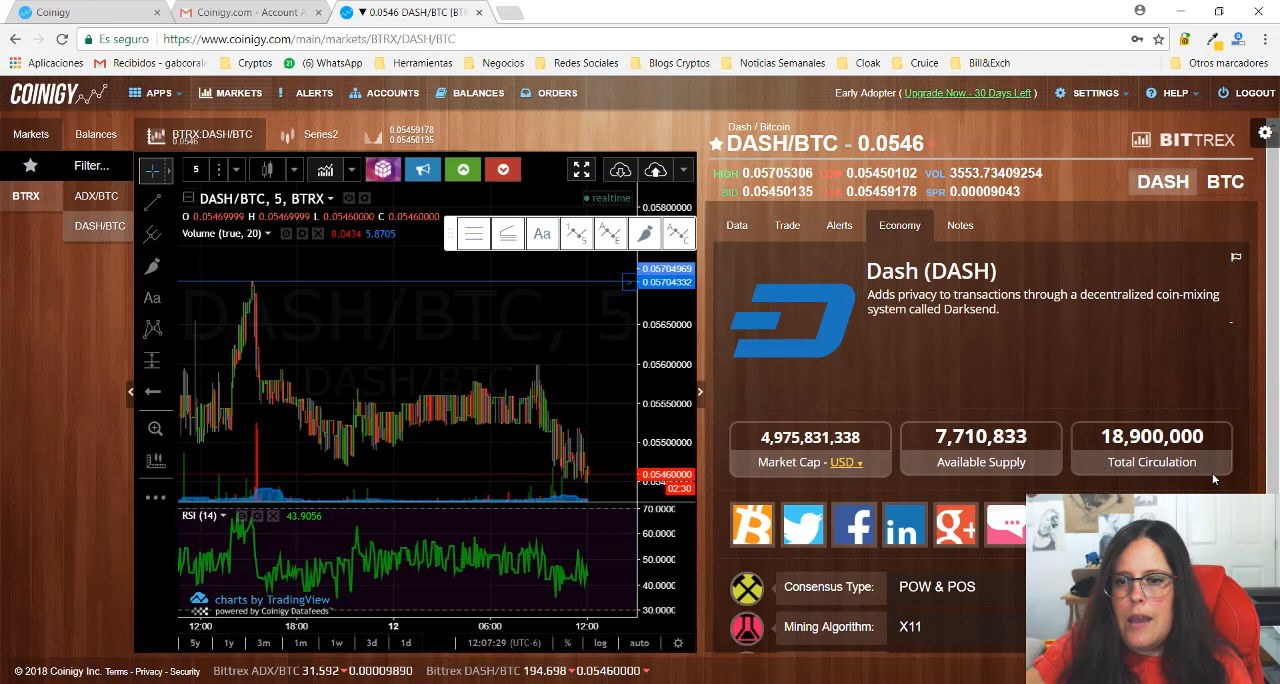 Coinigy
Coinigy.com - Account A
▼ 0.0546 DASH/BTC [BTR
Es seguro
https://www.coinigy.com/main/markets/BTRX/DASH/BTC
Aplicaciones
Recibidos - gabcorala
Cryptos
(6) WhatsApp
Herramienta
Negoc
Redes Sociales
Blogs Crypto
Noticias Semanales
Cloak
Cruice
Bill&Exch
Otros marcadores
COINIGY
APPS
MARKETS
ALERTS
ACCOUNTS
BALANCES
ORDERS
Early Adopter ( Upgrade Now - 30 Days Left )
SETTINGS
HELP
LOGOUT
Markets
Balances
BTRX:DASH/BTC
0.0546
Series2
0.05459178
0.05450135
Dash / Bitcoin
DASH/BTC - 0.0546
BITTREX
HIGH 0.05705306
LOW 0.05450102
VOL 3553.73409254
BID 0.05450135
0.05459178
SPR 0.00009043
DASH
BTC
Filter...
BTRX
ADX/BTC
DASH/BTC
5
DASH/BTC, 5, BTRX
realtime
O 0.05469999 H 0.05469999 L 0.05460000 C 0.05460000
Volume (true, 20)
0.0434 5.8705
Aa
Aa
DASH/BTC, 5
DASH/BTC
0.05800000
0.05704969
0.05704332
0.05650000
0.05600000
0.05550000
0.05500000
0.05460000
02:30
RSI (14)
43.9056
70.0000
60.0000
50.0000
40.0000
30.0000
charts by TradingView
powered by Coinigy Datafeeds
12:00
18:00
12
06:00
12:00
5y
1y
3m
1m
1w
3d
1d
12:07:29 (UTC-6)
%
log
auto
Data
Trade
Alerts
Economy
Notes
Dash (DASH)
Adds privacy to transactions through a decentralized coin-mixing
system called Darksend.
4,975,831,338
Market Cap - USD
7,710,833
Available Supply
18,900,000
Total Circulation
Consensus Type:
POW & POS
Mining Algorithm:
X11
© 2018 Coinigy Inc. Terms - Privacy - Security
Bittrex ADX/BTC 31.592 0.00009890
Bittrex DASH/BTC 194.698 0.05460000